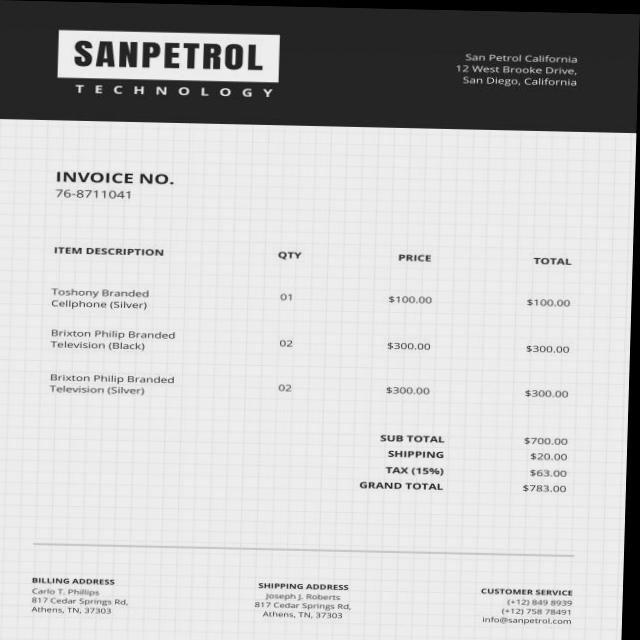 SANPETROL
TECHNOLOGY
San Petrol California
12 West Brooke Drive,
San Diego, California
INVOICE NO.
76-8711041
ITEM DESCRIPTION QTY PRICE TOTAL
Toshony Branded
Cellphone (Silver) 01 $100.00 $100.00
Brixton Philip Branded
Television (Black) 02 $300.00 $300.00
Brixton Philip Branded
Television (Silver) 02 $300.00 $300.00
SUB TOTAL $700.00
SHIPPING $20.00
TAX (15%) $63.00
GRAND TOTAL $783.00
BILLING ADDRESS
Carlo T. Phillips
817 Cedar Springs Rd,
Athens, TN, 37303
SHIPPING ADDRESS
Joseph J. Roberts
817 Cedar Springs Rd,
Athens, TN, 37303
CUSTOMER SERVICE
(+12) 849 8939
(+12) 758 78491
info@sanpetrol.com